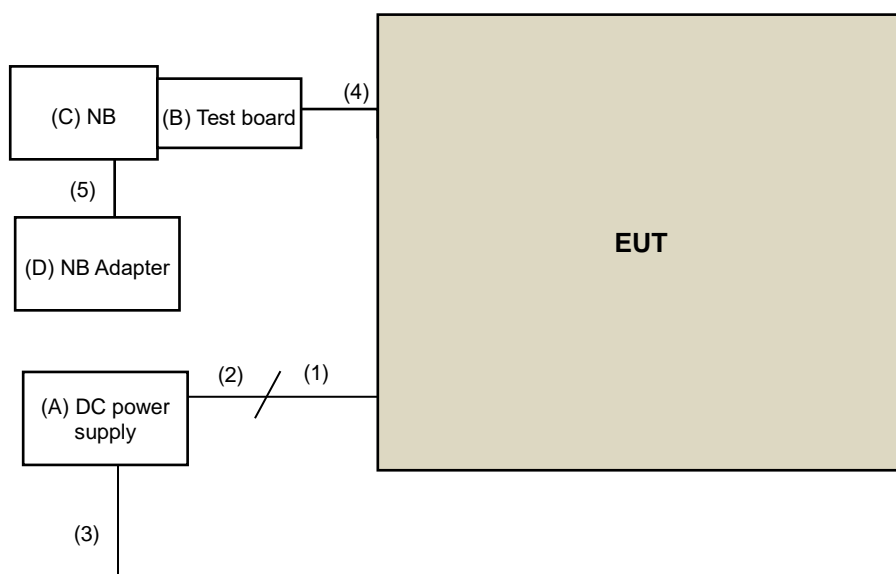 (4)
(C) NB
(B) Test board
(5)
EUT
(D) NB Adapter
(2)
(1)
(A) DC power
supply
(3)